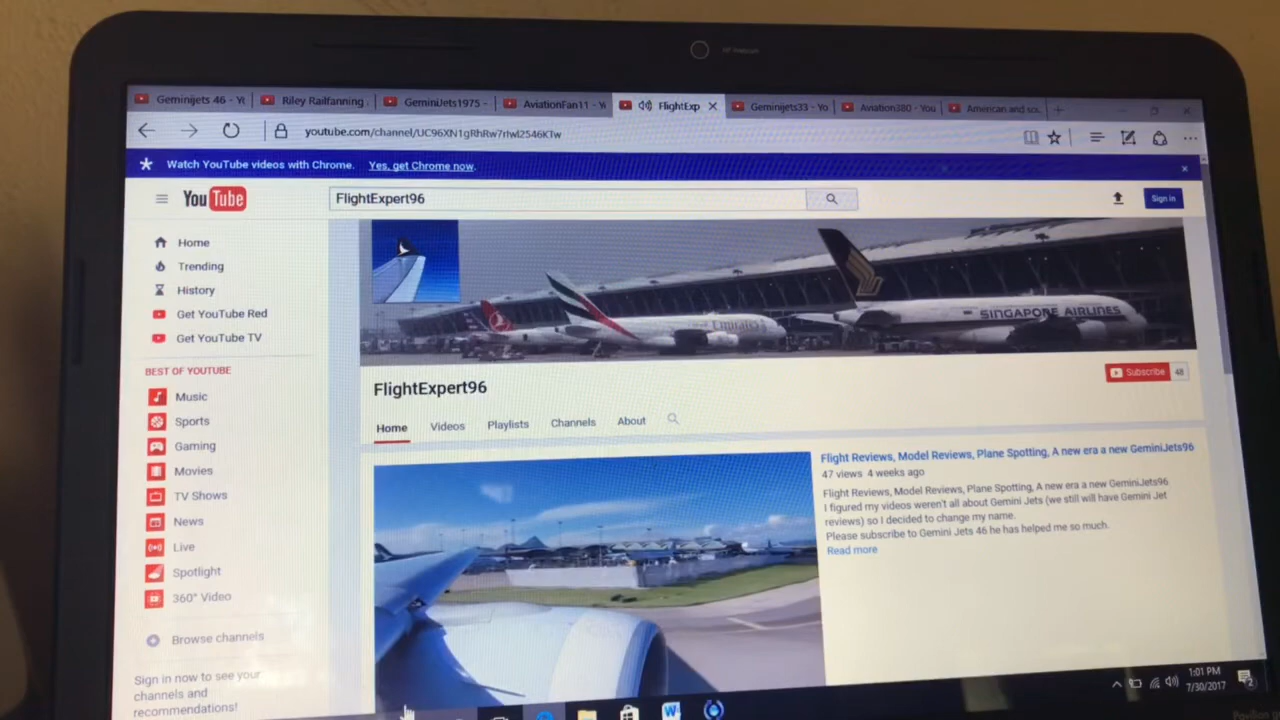 Geminijets 46 - Yt
Riley Railfanning
GeminiJets1975 -
AviationFan11 - Y
FlightExp
Geminijets33 - Yo
Aviation380 - You
American and sou
youtube.com/channel/UC96XN1gRhRw7rIwl2546KTw
Watch YouTube videos with Chrome. Yes, get Chrome now.
YouTube
FlightExpert96
Sign in
Home
Trending
History
Get YouTube Red
Get YouTube TV
BEST OF YOUTUBE
Music
Sports
Gaming
Movies
TV Shows
News
Live
Spotlight
360° Video
Browse channels
Sign in now to see your
channels and
recommendations!
Emirates
SINGAPORE AIRLINES
FlightExpert96
Subscribe 48
Home Videos Playlists Channels About
Flight Reviews, Model Reviews, Plane Spotting, A new era a new GeminiJets96
47 views 4 weeks ago
Flight Reviews, Model Reviews, Plane Spotting, A new era a new GeminiJets96
I figured my videos weren't all about Gemini Jets (we still will have Gemini Jet
reviews) so I decided to change my name.
Please subscribe to Gemini Jets 46 he has helped me so much.
Read more
1:01 PM
7/30/2017